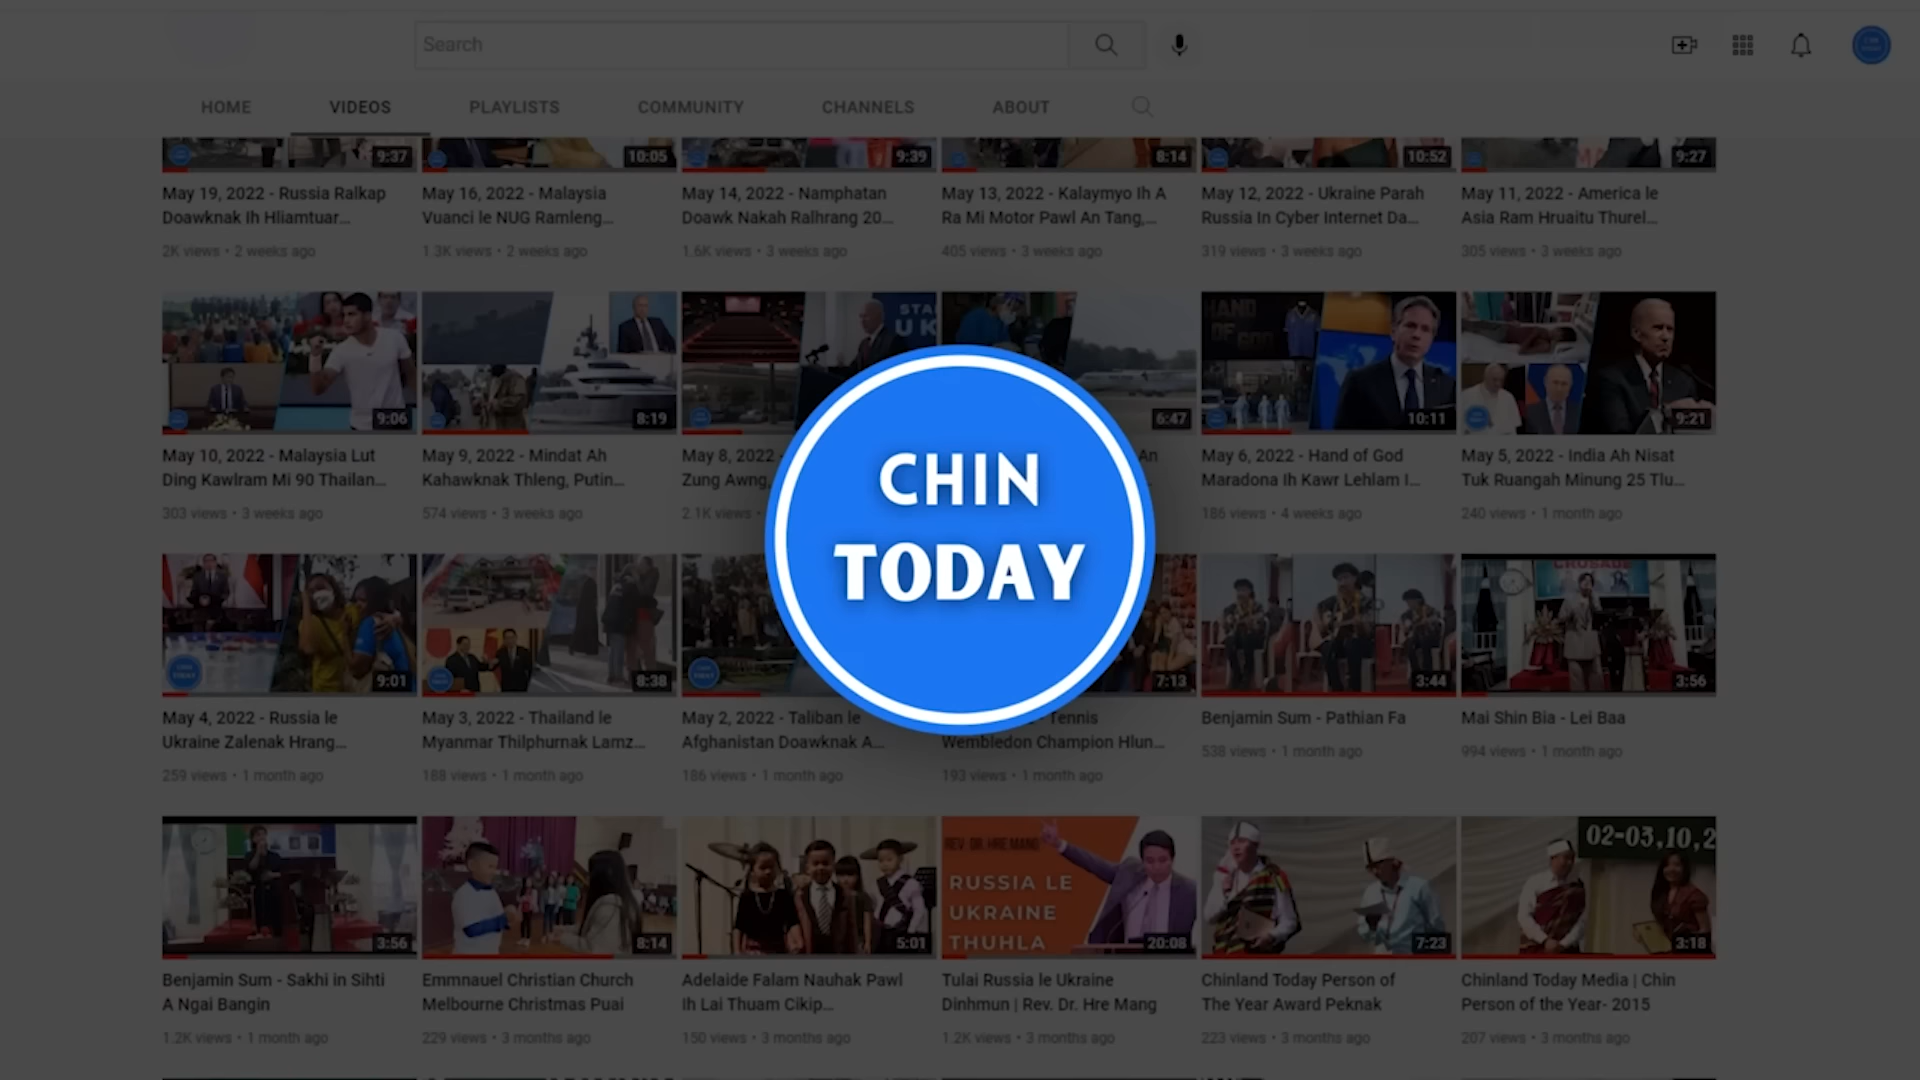 Search
HOME
VIDEOS
PLAYLISTS
COMMUNITY
CHANNELS
ABOUT
9:37
10:05
9:39
8:14
10:52
9:27
May 19, 2022 - Russia Ralkap
Doawknak Ih Hliamtuar...
2K views • 2 weeks ago
May 16, 2022 - Malaysia
Vuanci le NUG Ramleng...
1.3K views • 2 weeks ago
May 14, 2022 - Namphatan
Doawk Nakah Ralhrang 20...
1.6K views • 3 weeks ago
May 13, 2022 - Kalaymyo Ih A
Ra Mi Motor Pawl An Tang,...
405 views • 3 weeks ago
May 12, 2022 - Ukraine Parah
Russia In Cyber Internet Da...
319 views • 3 weeks ago
May 11, 2022 - America le
Asia Ram Hruaitu Thurel...
305 views • 3 weeks ago
9:06
8:19
STA
UK
6:47
HAND
OF
GOD
10:11
9:21
May 10, 2022 - Malaysia Lut
Ding Kawlram Mi 90 Thailan...
303 views • 3 weeks ago
May 9, 2022 - Mindat Ah
Kahawknak Thleng, Putin...
574 views • 3 weeks ago
May 8, 2022 -
Zung Awng,
2.1K views •
An
May 6, 2022 - Hand of God
Maradona Ih Kawr Lehlam I...
186 views • 4 weeks ago
May 5, 2022 - India Ah Nisat
Tuk Ruangah Minung 25 Tlu...
240 views • 1 month ago
CHIN
TODAY
9:01
8:38
7:13
3:44
CRUSADE
3:56
May 4, 2022 - Russia le
Ukraine Zalenak Hrang...
259 views • 1 month ago
May 3, 2022 - Thailand le
Myanmar Thilphurnak Lamz...
188 views • 1 month ago
May 2, 2022 - Taliban le
Afghanistan Doawknak A...
186 views • 1 month ago
- Tennis
Wembledon Champion Hlun...
193 views • 1 month ago
Benjamin Sum - Pathian Fa
538 views • 1 month ago
Mai Shin Bia - Lei Baa
994 views • 1 month ago
3:56
8:14
5:01
REV. DR. HRE MANG
RUSSIA LE
UKRAINE
THUHLA
20:08
7:23
02-03,10,2
3:18
Benjamin Sum - Sakhi in Sihti
A Ngai Bangin
1.2K views • 1 month ago
Emmnauel Christian Church
Melbourne Christmas Puai
229 views • 3 months ago
Adelaide Falam Nauhak Pawl
Ih Lai Thuam Cikip...
150 views • 3 months ago
Tulai Russia le Ukraine
Dinhmun | Rev. Dr. Hre Mang
1.2K views • 3 months ago
Chinland Today Person of
The Year Award Peknak
223 views • 3 months ago
Chinland Today Media | Chin
Person of the Year- 2015
207 views • 3 months ago